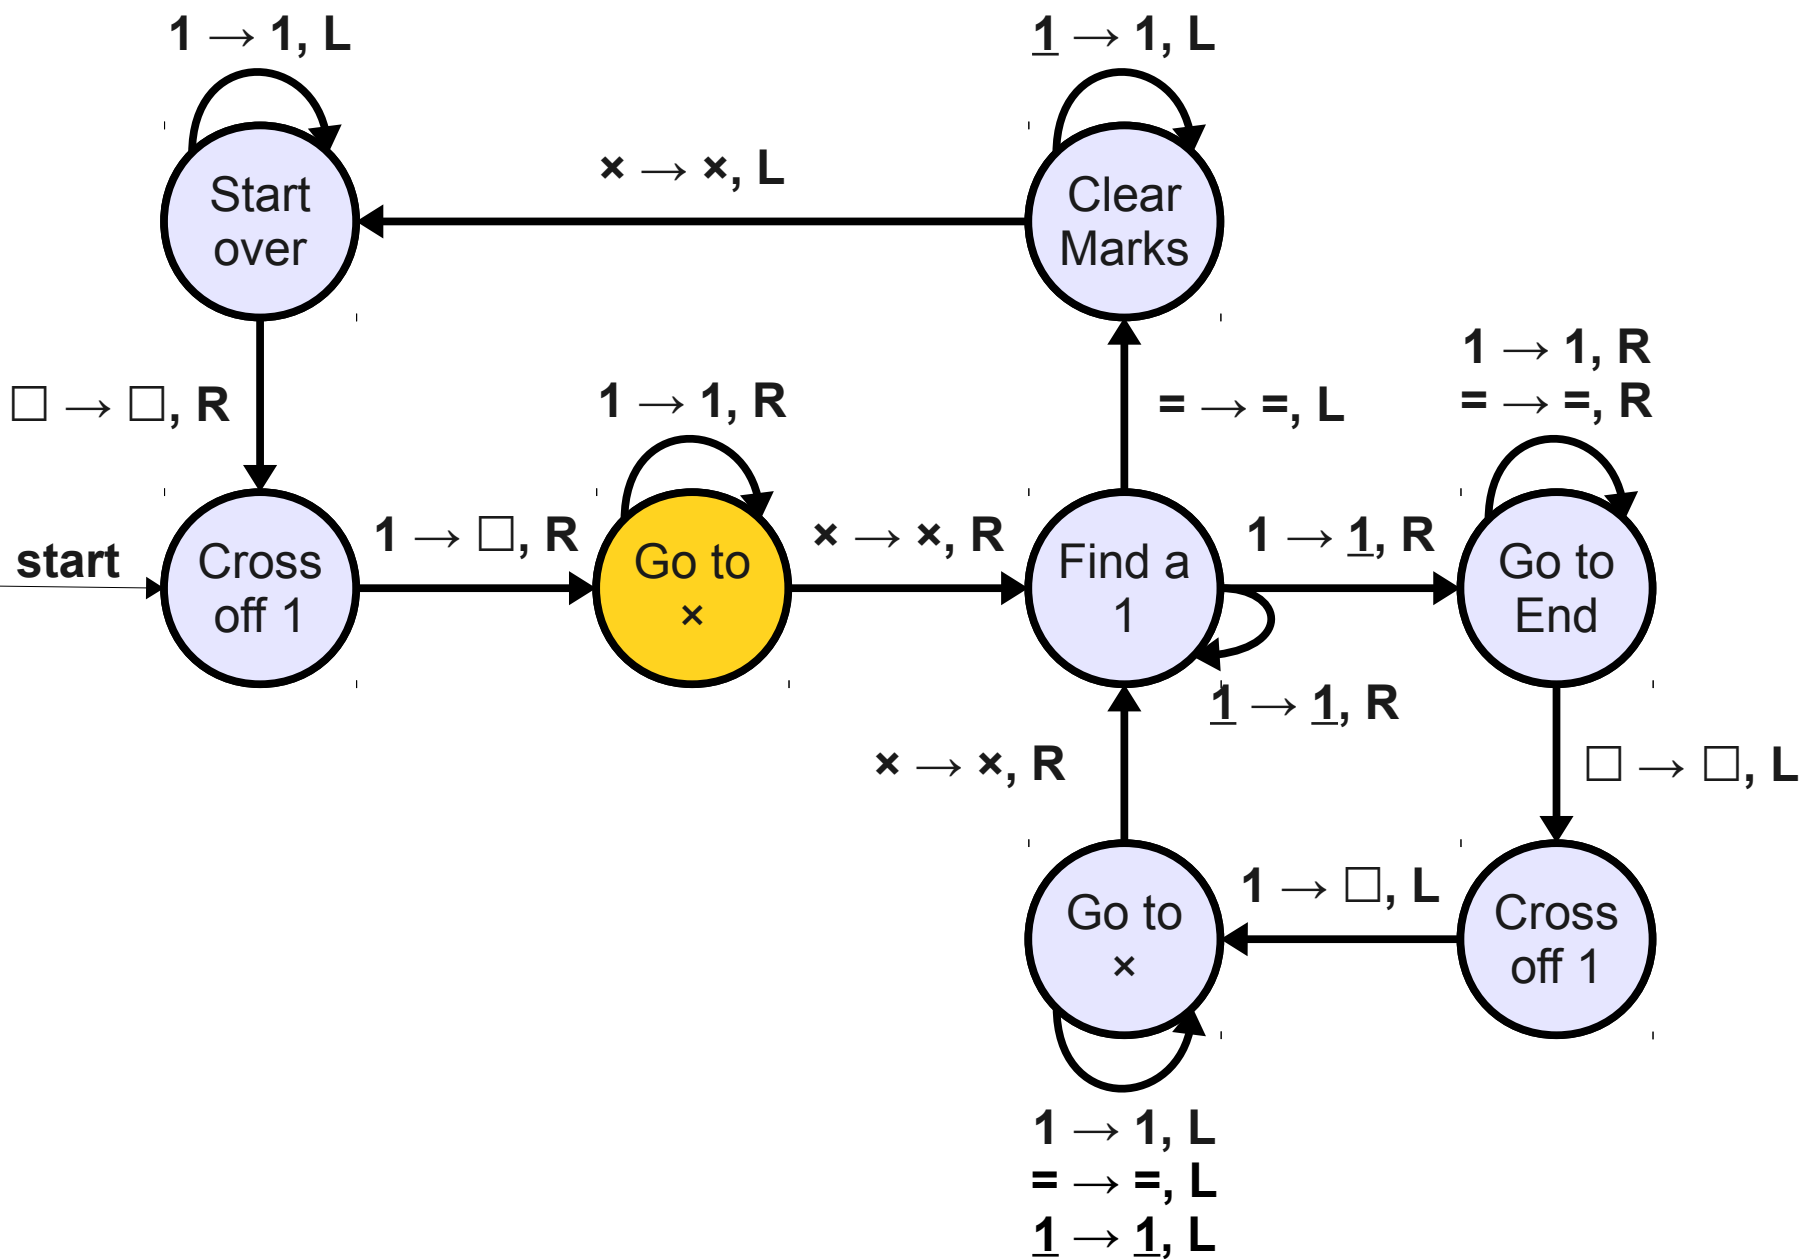 1 → 1, L
1 → 1, L
× → ×, L
Start
over
Clear
Marks
1 → 1, R
= → =, R
□ → □, R
1 → 1, R
= → =, L
start
Cross
off 1
1 → □, R
Go to
×
× → ×, R
Find a
1
1 → 1, R
Go to
End
1 → 1, R
× → ×, R
□ → □, L
Go to
×
1 → □, L
Cross
off 1
1 → 1, L
= → =, L
1 → 1, L